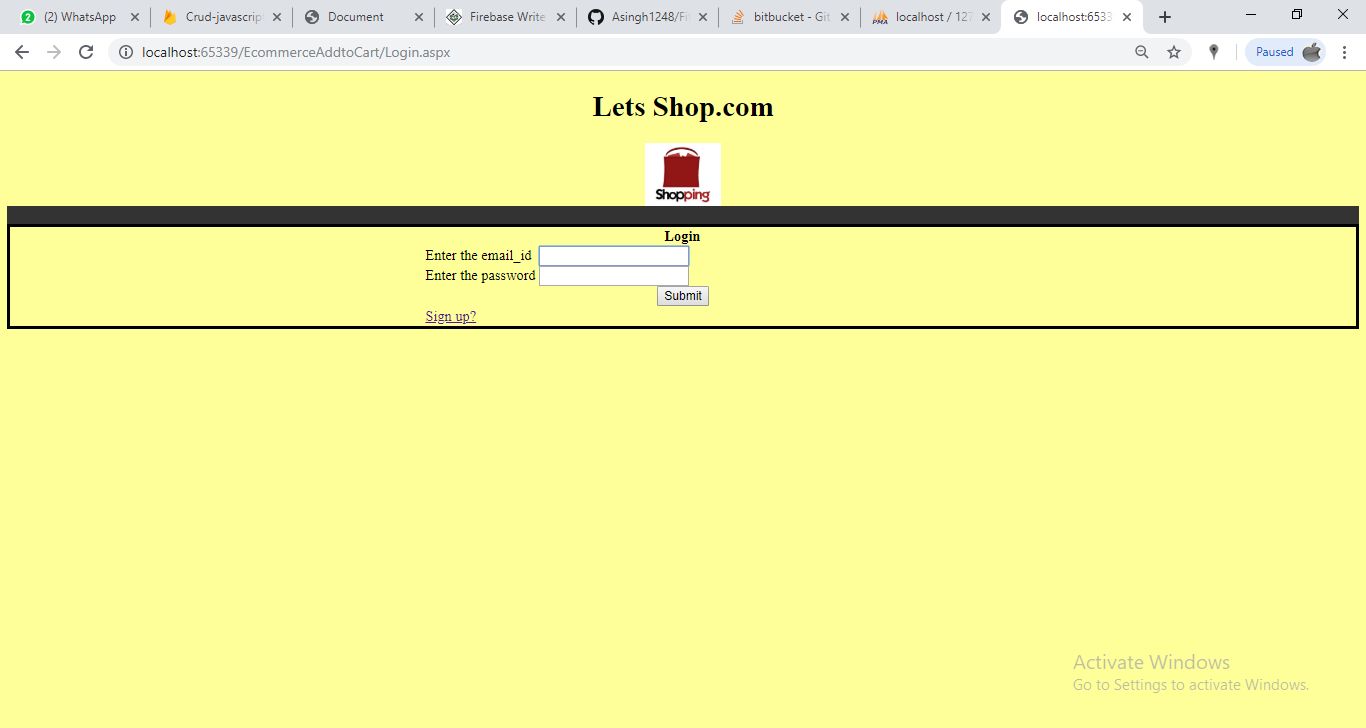 (2) WhatsApp
Crud-javascrip
Document
Firebase Write
Asingh1248/Fi
bitbucket - Git
localhost / 127
localhost:6533
localhost:65339/EcommerceAddtoCart/Login.aspx
Paused
Lets Shop.com
Shopping
Login
Enter the email_id
Enter the password
Submit
Sign up?
Activate Windows
Go to Settings to activate Windows.